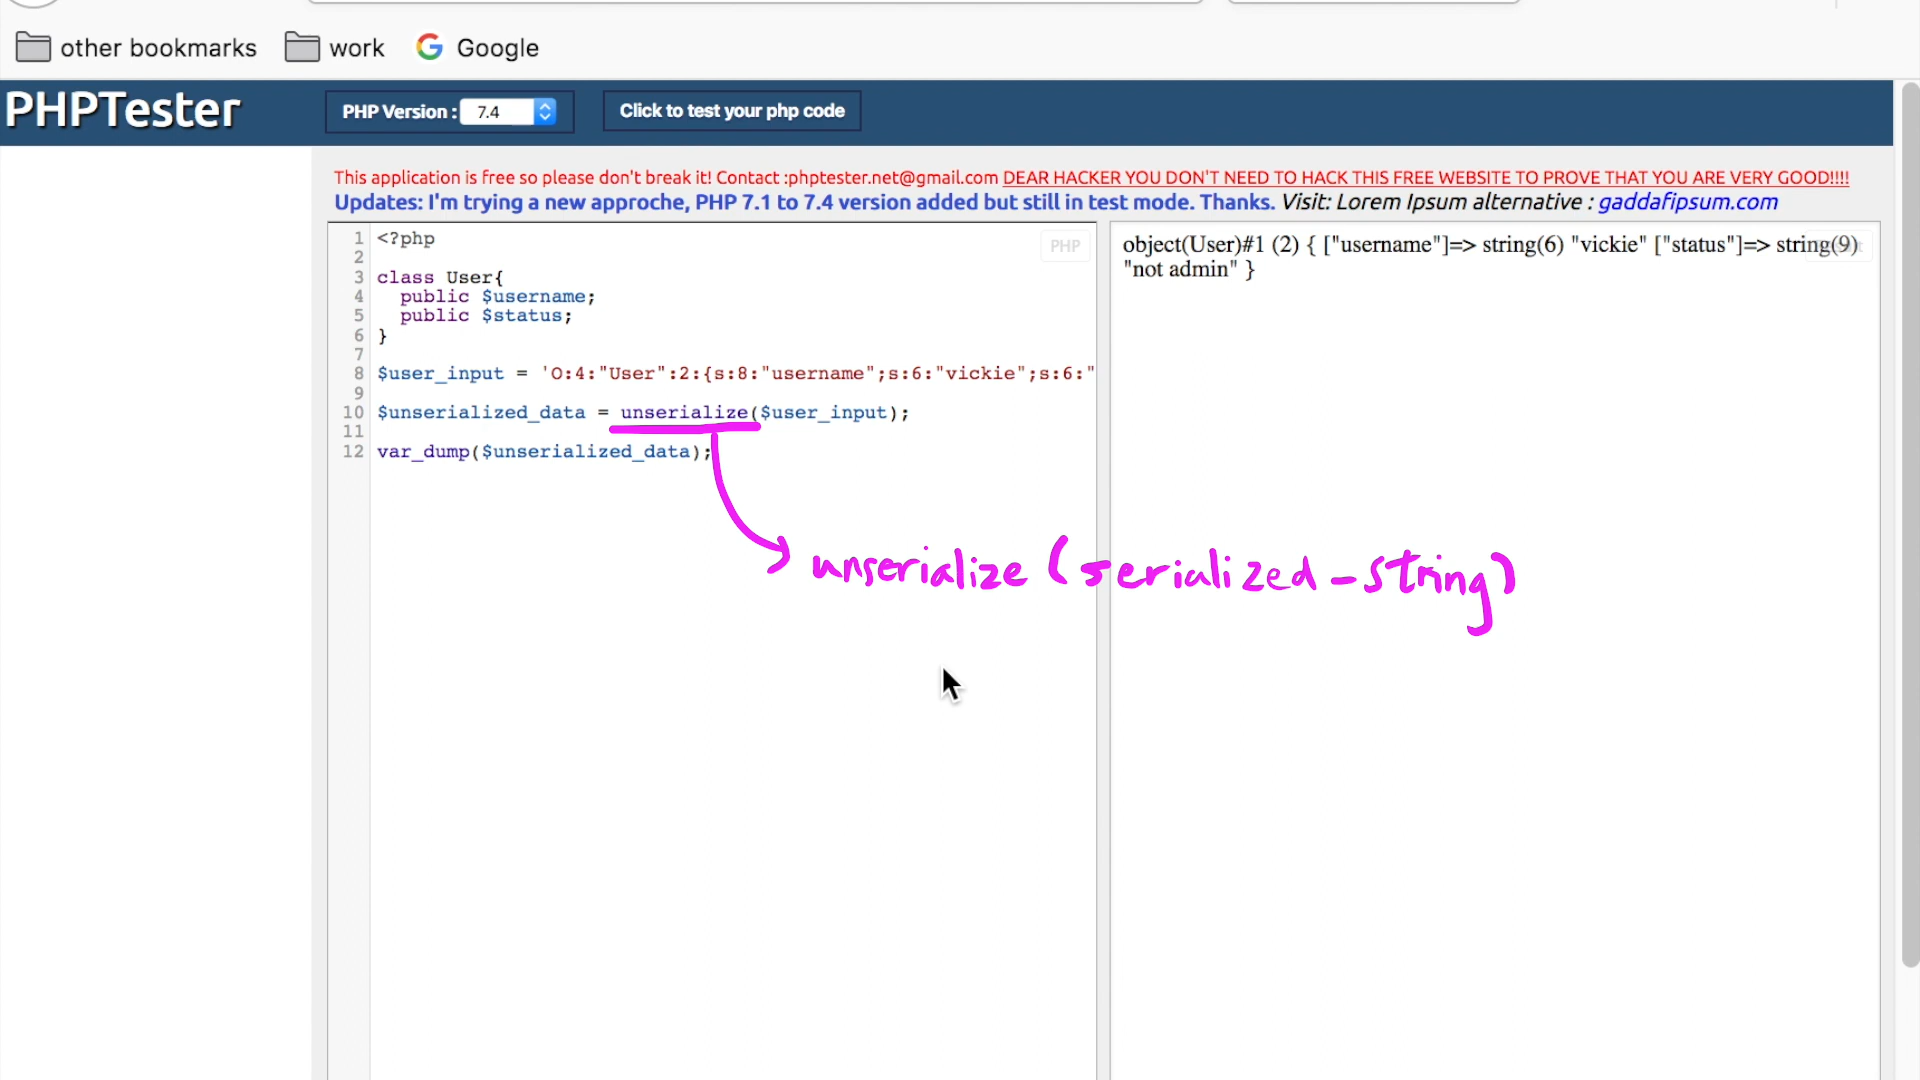 other bookmarks work Google
PHPTester PHP Version : 7.4 Click to test your php code
This application is free so please don't break it! Contact :phptester.net@gmail.com DEAR HACKER YOU DON'T NEED TO HACK THIS FREE WEBSITE TO PROVE THAT YOU ARE VERY GOOD!!!!
Updates: I'm trying a new approche, PHP 7.1 to 7.4 version added but still in test mode. Thanks. Visit: Lorem Ipsum alternative : gaddafipsum.com
PHP
1 <?php
2
3 class User{
4 public $username;
5 public $status;
6 }
7
8 $user_input = 'O:4:"User":2:{s:8:"username";s:6:"vickie";s:6:"
9
10 $unserialized_data = unserialize($user_input);
11
12 var_dump($unserialized_data);
object(User)#1 (2) { ["username"]=> string(6) "vickie" ["status"]=> string(9)
"not admin" }
unserialize (serialized-string)